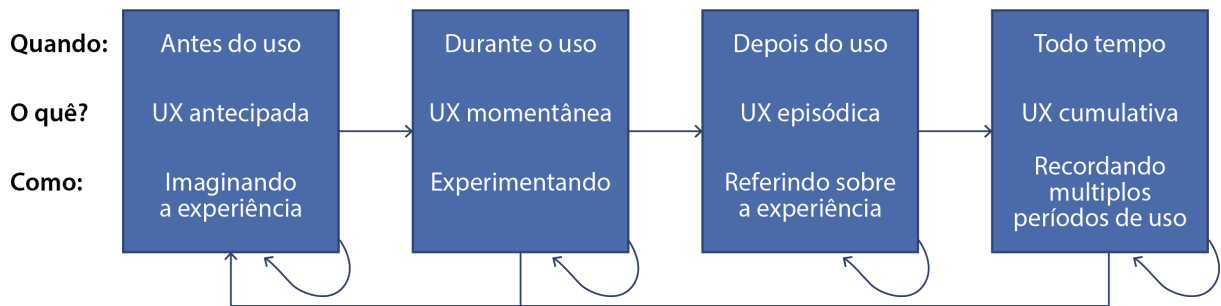 Quando: Antes do uso Durante o uso Depois do uso Todo tempo
O quê? UX antecipada UX momentânea UX episódica UX cumulativa
Como: Imaginando
a experiência
Experimentando
Referindo sobre
a experiência
Recordando
multiplos
períodos de uso